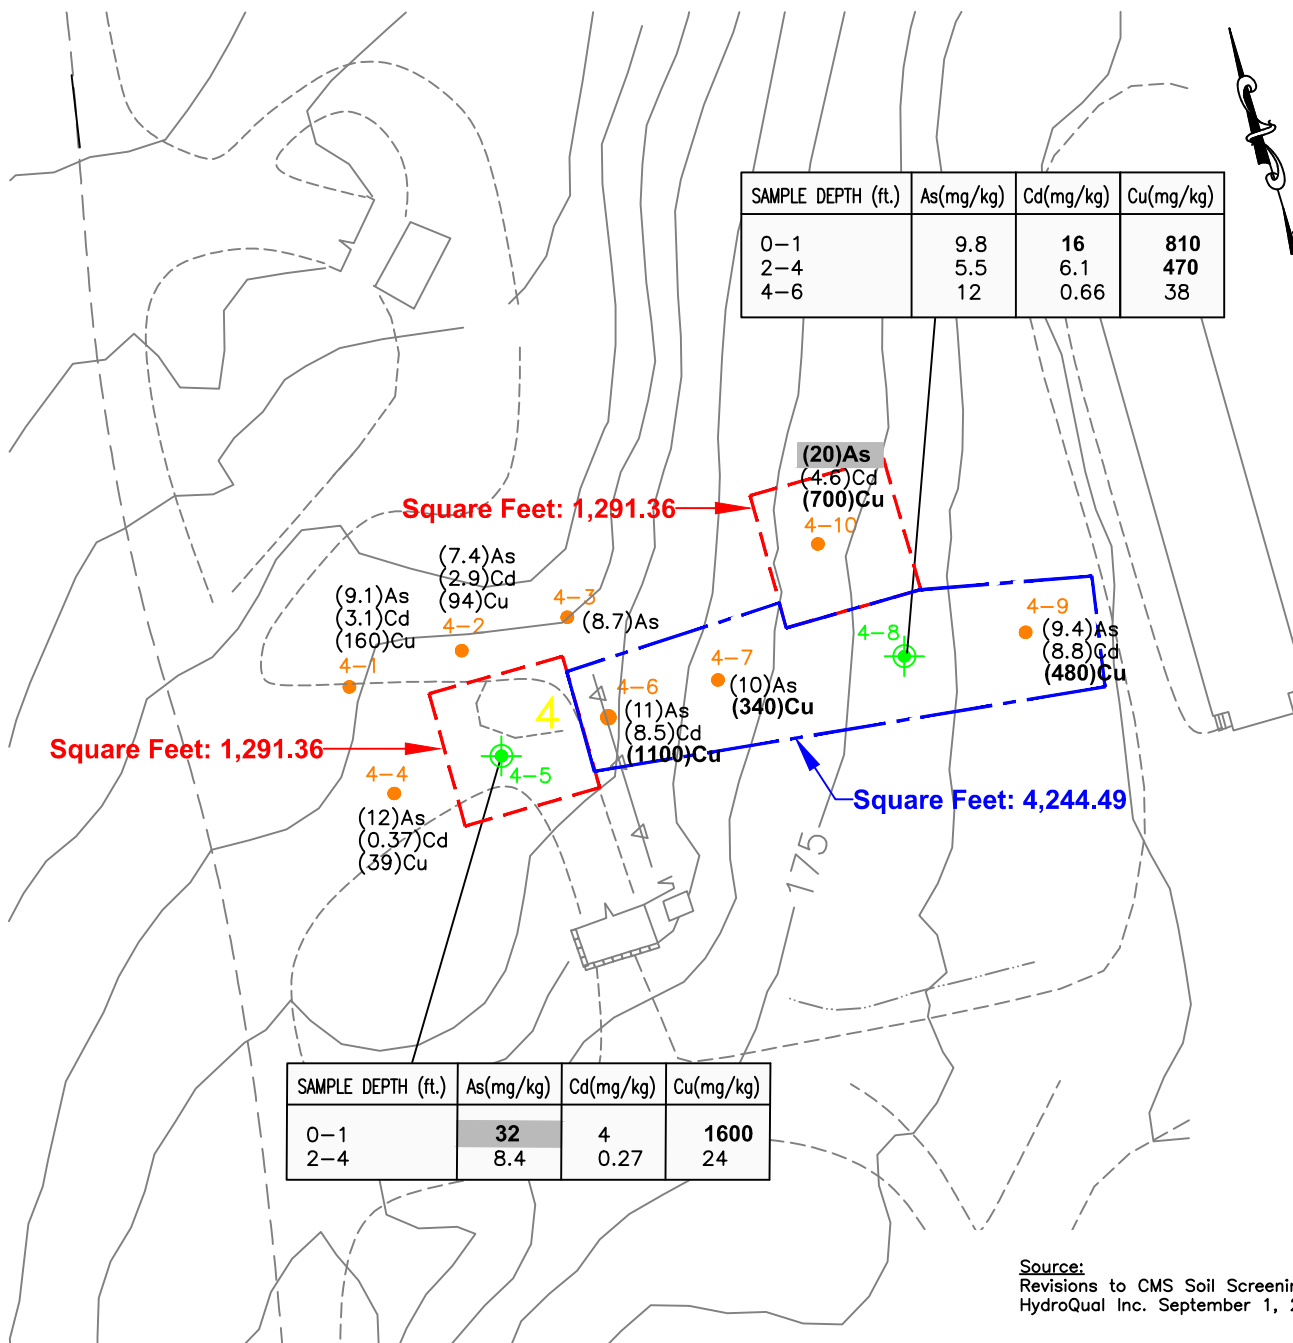 SAMPLE DEPTH (ft.) As(mg/kg) Cd(mg/kg) Cu(mg/kg)
0-1 9.8 16 810
2-4 5.5 6.1 470
4-6 12 0.66 38
(20)As
(4.6)Cd
(700)Cu
4-10
Square Feet: 1,291.36
(7.4)As
(2.9)Cd
(94)Cu
4-2
(9.1)As
(3.1)Cd
(160)Cu
4-1
4-3
(8.7)As
4-8
4-9
(9.4)As
(8.8)Cd
(480)Cu
4-7
(10)As
(340)Cu
4-6
(11)As
(8.5)Cd
(1100)Cu
4
Square Feet: 1,291.36
4-5
4-4
(12)As
(0.37)Cd
(39)Cu
Square Feet: 4,244.49
175
SAMPLE DEPTH (ft.) As(mg/kg) Cd(mg/kg) Cu(mg/kg)
0-1 32 4 1600
2-4 8.4 0.27 24
Source:
Revisions to CMS Soil
HydroQual Inc. September 1,